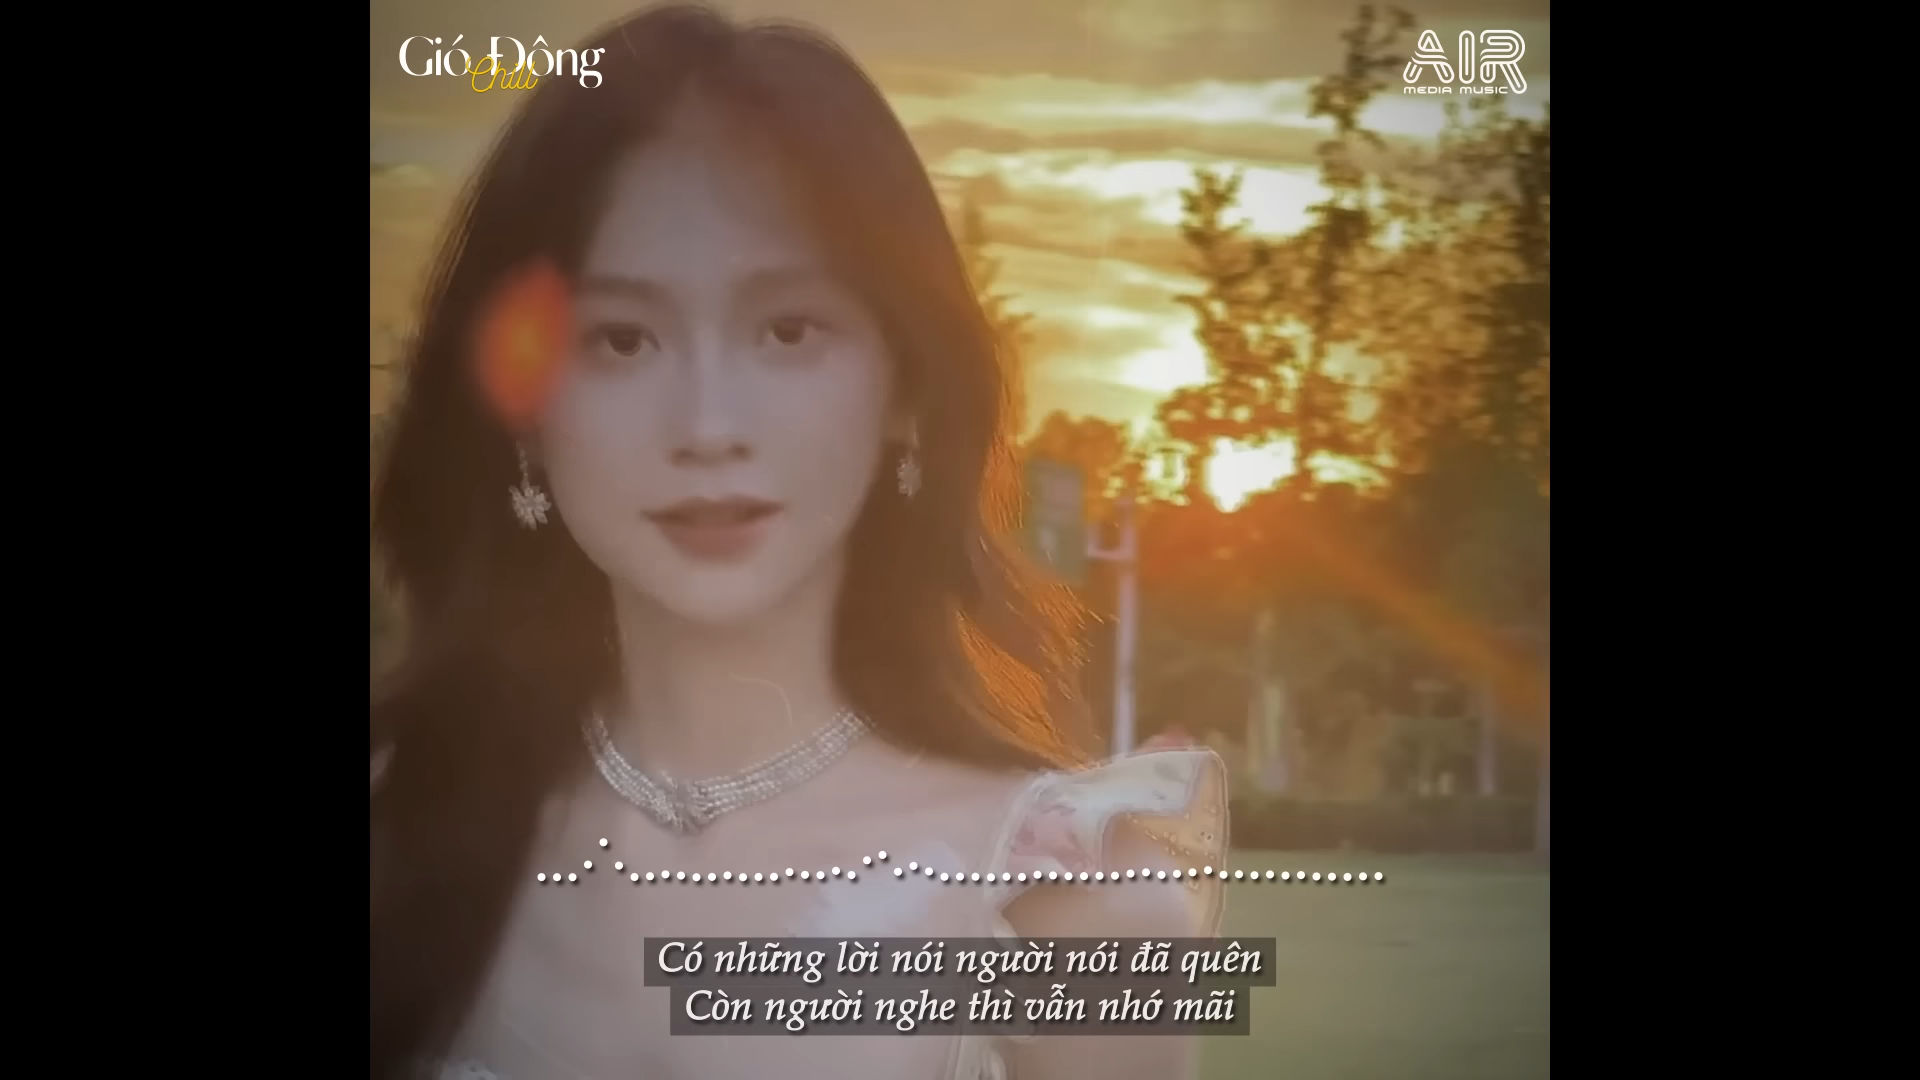 Gió Đông
Chill
AIR
MEDIA MUSIC
Có những lời nói người nói đã quên
Còn người nghe thì vẫn nhớ mãi